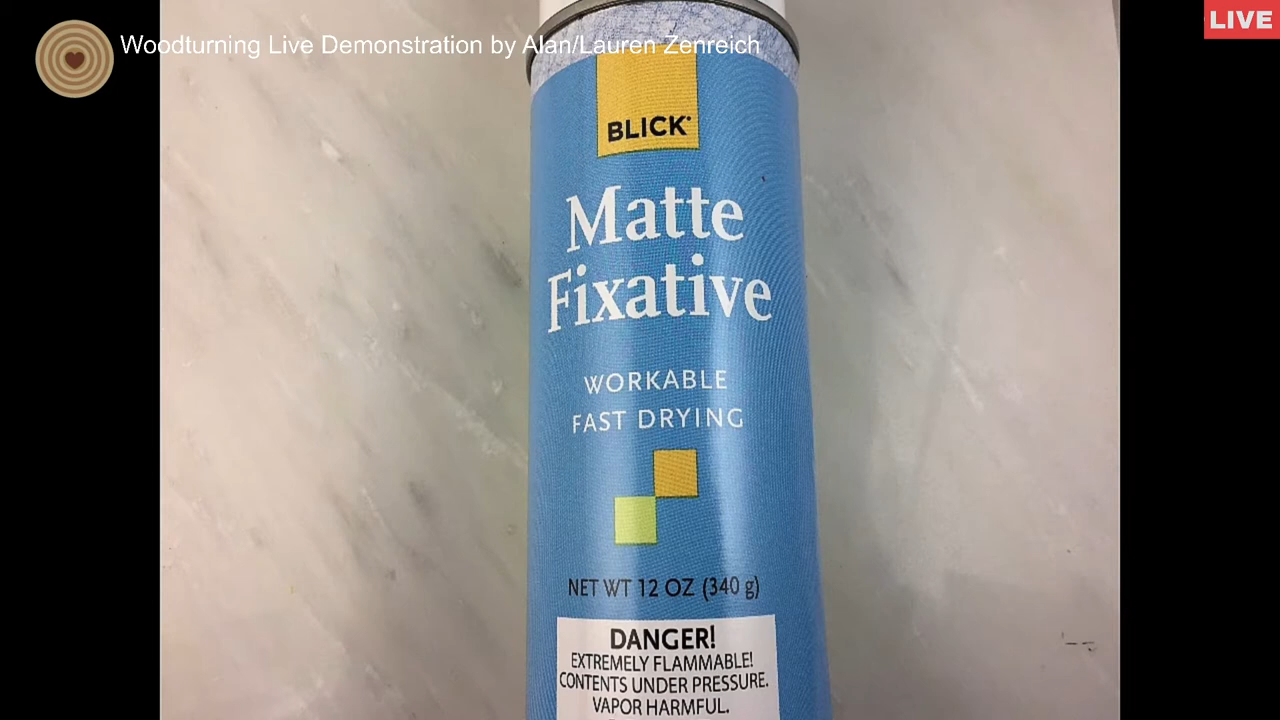 LIVE
Woodturning Live Demonstration by Alan/Lauren Zenreich
BLICK
Matte
Fixative
WORKABLE
FAST DRYING
NET WT 12 OZ (340 g)
DANGER!
EXTREMELY FLAMMABLE!
CONTENTS UNDER PRESSURE.
VAPOR HARMFUL.